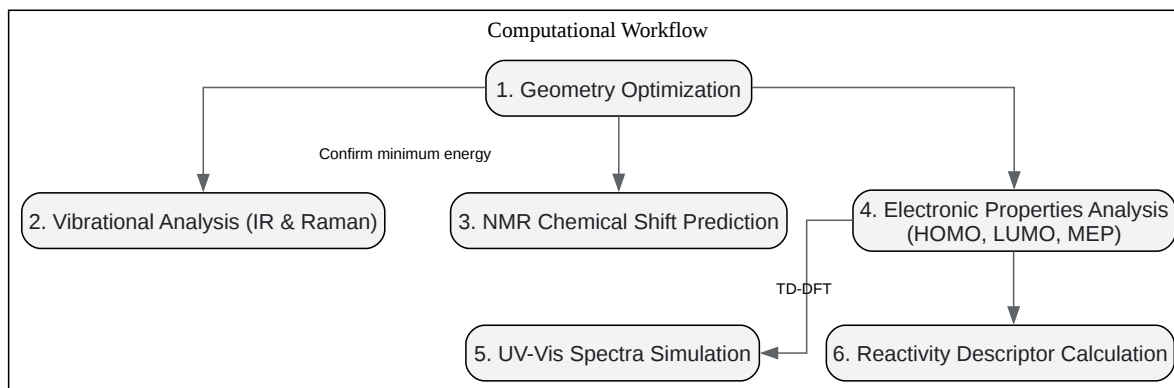 Computational Workflow
1. Geometry Optimization
Confirm minimum energy
2. Vibrational Analysis (IR & Raman)
3. NMR Chemical Shift Prediction
4. Electronic Properties Analysis
(HOMO, LUMO, MEP)
TD-DFT
5. UV-Vis Spectra Simulation
6. Reactivity Descriptor Calculation